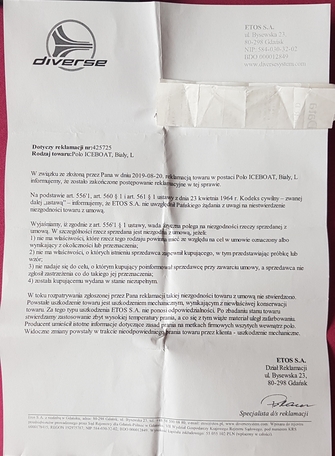 diverse
ETOS S.A.
ul. Bysewska 23
80-298 Gdańsk
NIP:
BDO
Dotyczy reklamacji nr:425725
Rodzaj towaru:Polo ICEBOAT, Biały, L
W związku ze złożoną przez Pana w dniu 2019-08-20. reklamacją towaru w postaci Polo ICEBOAT, Biały, L
informujemy, że zostało zakończone postępowanie reklamacyjne w tej sprawie.
Na podstawie art. 556 1, art. 560 § 1 i art. 561 § 1 ustawy z dnia 23 kwietnia 1964 r. Kodeks cywilny – zwanej
dalej „ustawą” – informujemy, że ETOS S.A. nie uwzględnia Pańskiego żądania z uwagi na niestwierdzenie
niezgodności towaru z umową.
Wyjaśnimy, iż zgodnie z art. 556 1 § 1 ustawy, wada fizyczna polega na niezgodności rzeczy sprzedanej z
umową. W szczególności rzecz sprzedana jest niezgodna z umową, jeżeli:
1) nie ma właściwości, które rzecz tego rodzaju powinna mieć ze względu na cel w umowie oznaczony albo
wynikający z okoliczności lub przeznaczenia;
2) nie ma właściwości, o których istnieniu sprzedawca zapewnił kupującego, w tym przedstawiając próbkę lub
wzór;
3) nie nadaje się do celu, o którym kupujący poinformował sprzedawcę przy zawarciu umowy, a sprzedawca nie
zgłosił zastrzeżenia co do takiego jej przeznaczenia;
4) została kupującemu wydana w stanie niezupełnym.
W toku rozpatrywania zgłoszonej przez Pana reklamacji takiej niezgodności towaru z umową nie stwierdzono.
Powstałe uszkodzenie towaru jest uszkodzeniem mechanicznym, wynikającym z niewłaściwej konserwacji
towaru. Za tego typu uszkodzenia ETOS S.A. nie ponosi odpowiedzialności. Po zbadaniu stanu towaru
stwierdzamy zastosowanie zbyt wysokiej temperatury prania, a co się z tym wiąże materiał uległ zafarbowaniu.
Producent umieścił istotne informacje dotyczące zasad prania na metkach firmowych wszytych wewnątrz polo.
Widoczne zmiany powstały w trakcie nieodpowiedniego prania towaru przez klienta - uszkodzenie mechaniczne.
ETOS S.A.
Dział Reklamacji
ul. Bysewska 23,
80-298 Gdańsk
Specjalista d/s reklamacji